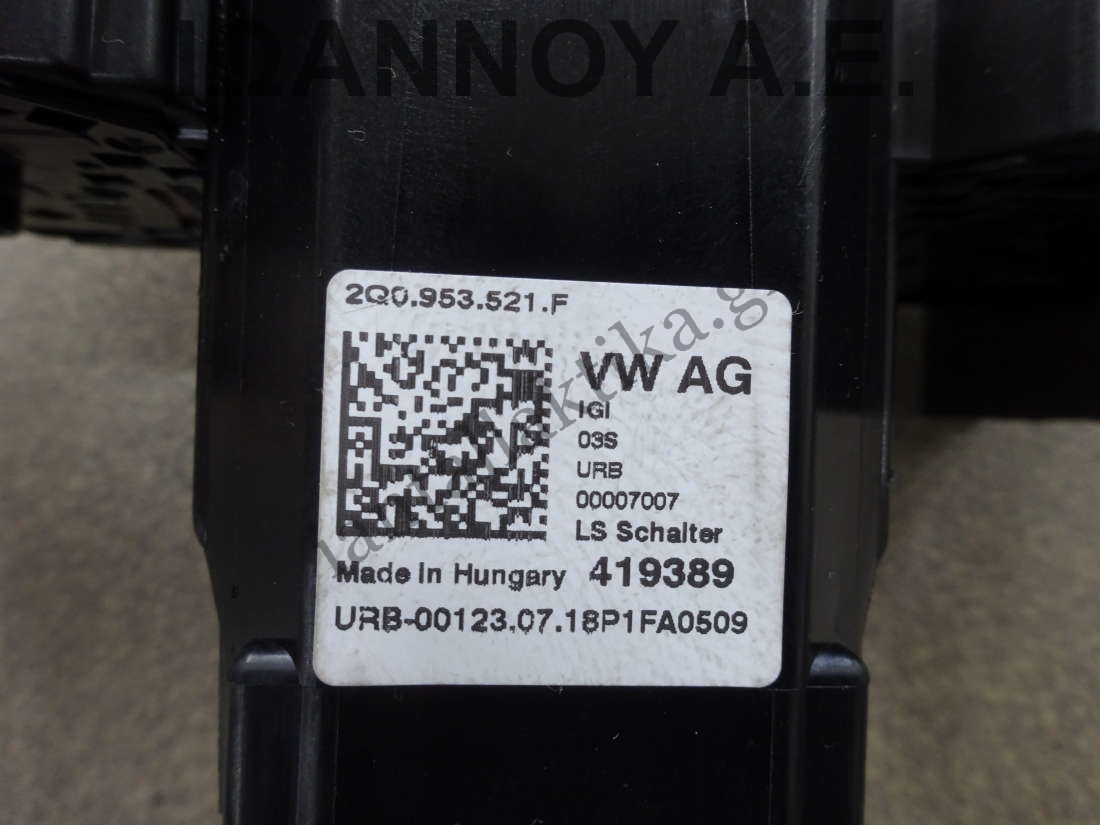 ΙΩΑΝΝΟΥ Α.Ε.
2Q0.953.521.F
VW AG
IGI
03S
URB
00007007
LS Schalter
Made in Hungary 419389
URB-00123.07.18P1FA0509